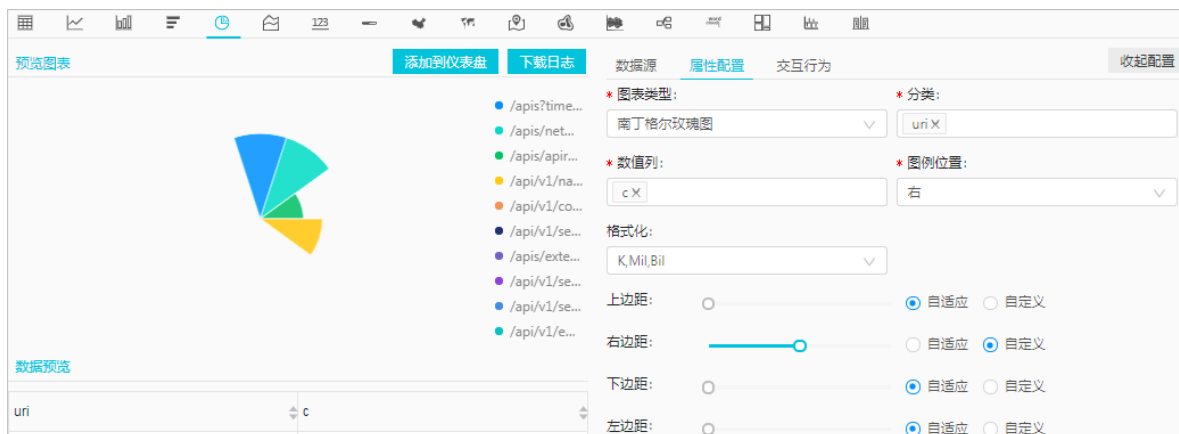 123
预览图表
添加到仪表盘
下载日志
数据源
属性配置
交互行为
收起配置
/apis?time...
/apis/net...
/apis/apir...
/api/v1/na...
/api/v1/co...
/api/v1/se...
/apis/exte...
/api/v1/se...
/api/v1/se...
/api/v1/e...
* 图表类型:
南丁格尔玫瑰图
* 分类:
uri ×
* 数值列:
c ×
* 图例位置:
右
格式化:
K,Mil,Bil
上边距:
自适应
自定义
右边距:
自适应
自定义
下边距:
自适应
自定义
左边距:
自适应
自定义
数据预览
uri
c